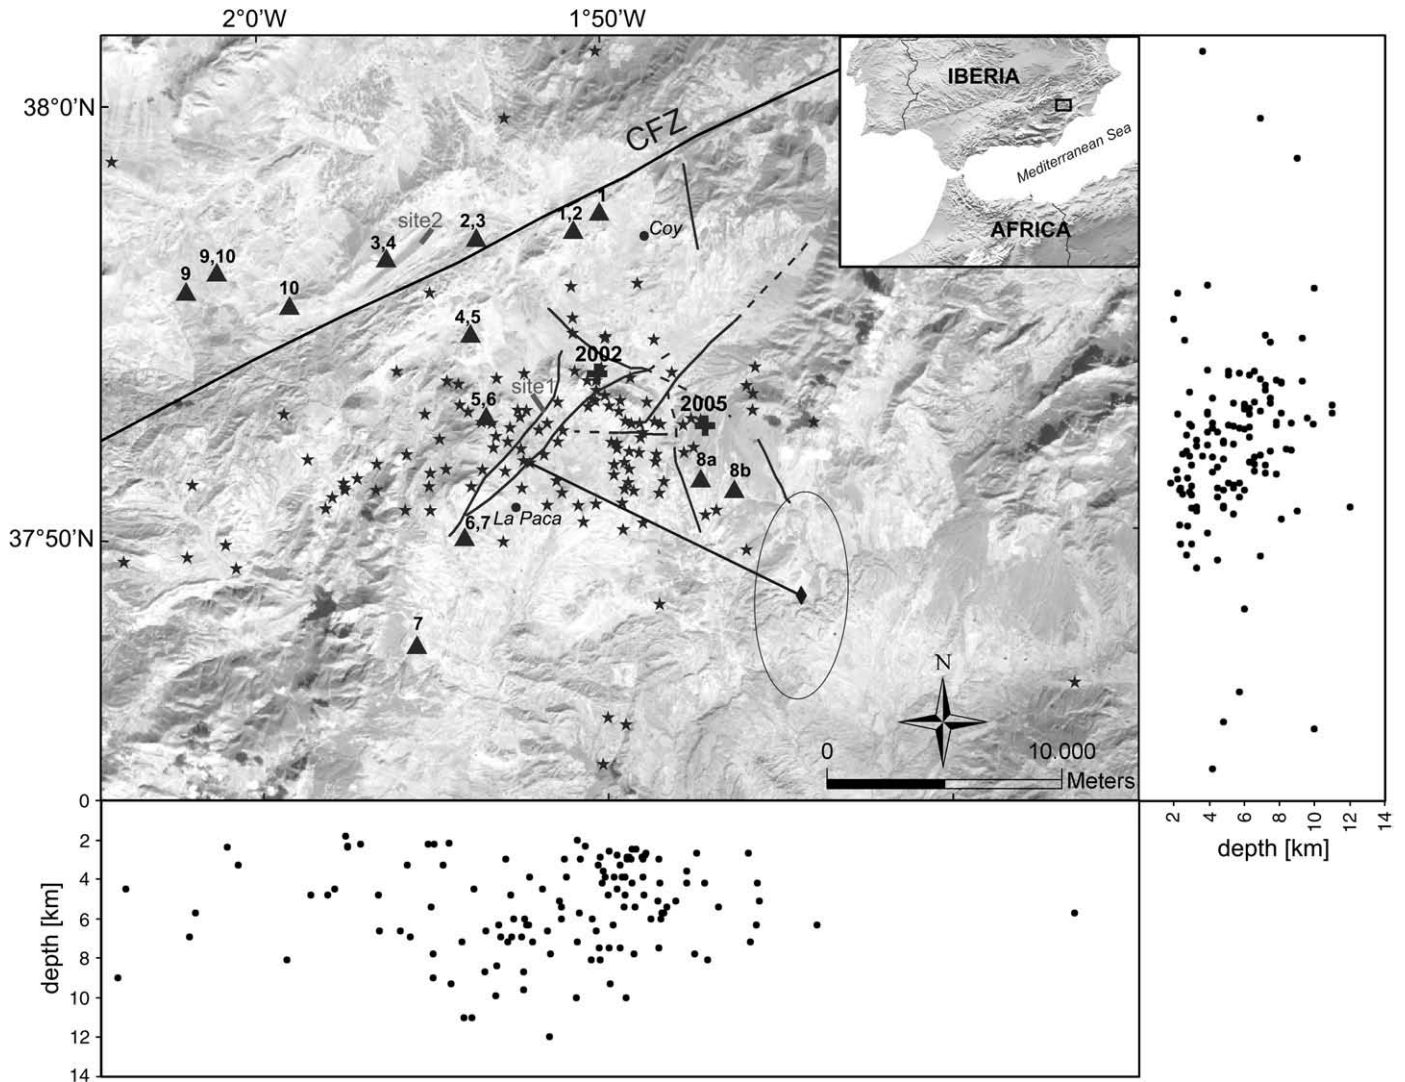 2°0'W
1°50'W
38°0'N
CFZ
IBERIA
Mediterranean Sea
AFRICA
1
1,2
Coy
site2
2,3
3,4
9,10
9
10
4,5
2002
site1
5,6
2005
8a
8b
6,7
La Paca
37°50'N
7
N
0
10.000
Meters
0
2
4
6
8
10
12
14
depth [km]
2
4
6
8
10
12
14
depth [km]